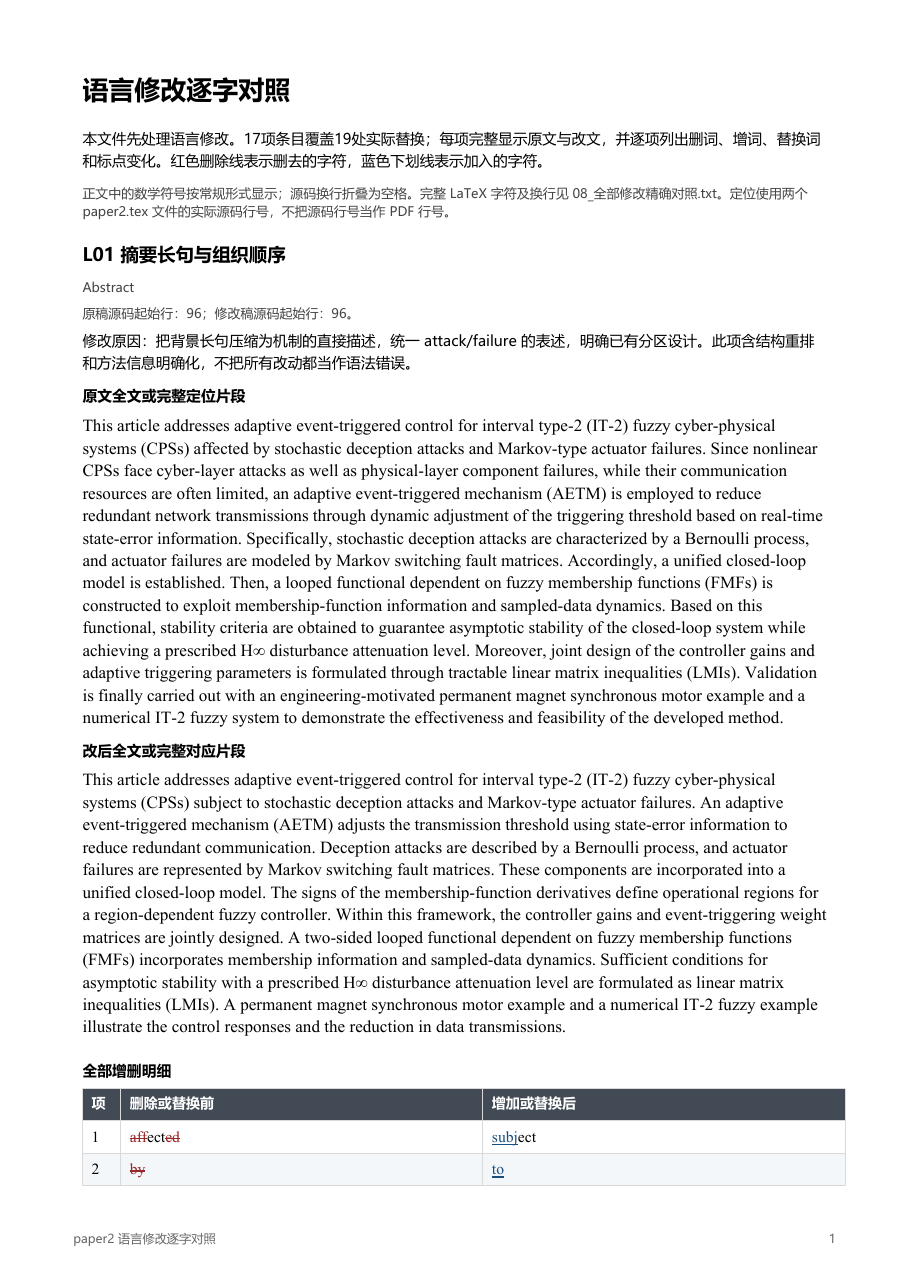 语言修改逐字对照
本文件先处理语言修改。17项条目覆盖19处实际替换；每项完整显示原文与改文，并逐项列出删词、增词、替换词
和标点变化。红色删除线表示删去的字符，蓝色下划线表示加入的字符。
正文中的数学符号按常规形式显示；源码换行折叠为空格。完整 LaTeX 字符及换行见 08_全部修改精确对照.txt。定位使用两个
paper2.tex 文件的实际源码行号，不把源码行号当作 PDF 行号。
L01 摘要长句与组织顺序
Abstract
原稿源码起始行：96；修改稿源码起始行：96。
修改原因：把背景长句压缩为机制的直接描述，统一 attack/failure 的表述，明确已有分区设计。此项含结构重排
和方法信息明确化，不把所有改动都当作语法错误。
原文全文或完整定位片段
This article addresses adaptive event-triggered control for interval type-2 (IT-2) fuzzy cyber-physical
systems (CPSs) affected by stochastic deception attacks and Markov-type actuator failures. Since nonlinear
CPSs face cyber-layer attacks as well as physical-layer component failures, while their communication
resources are often limited, an adaptive event-triggered mechanism (AETM) is employed to reduce
redundant network transmissions through dynamic adjustment of the triggering threshold based on real-time
state-error information. Specifically, stochastic deception attacks are characterized by a Bernoulli process,
and actuator failures are modeled by Markov switching fault matrices. Accordingly, a unified closed-loop
model is established. Then, a looped functional dependent on fuzzy membership functions (FMFs) is
constructed to exploit membership-function information and sampled-data dynamics. Based on this
functional, stability criteria are obtained to guarantee asymptotic stability of the closed-loop system while
achieving a prescribed H∞ disturbance attenuation level. Moreover, joint design of the controller gains and
adaptive triggering parameters is formulated through tractable linear matrix inequalities (LMIs). Validation
is finally carried out with an engineering-motivated permanent magnet synchronous motor example and a
numerical IT-2 fuzzy system to demonstrate the effectiveness and feasibility of the developed method.
改后全文或完整对应片段
This article addresses adaptive event-triggered control for interval type-2 (IT-2) fuzzy cyber-physical
systems (CPSs) subject to stochastic deception attacks and Markov-type actuator failures. An adaptive
event-triggered mechanism (AETM) adjusts the transmission threshold using state-error information to
reduce redundant communication. Deception attacks are described by a Bernoulli process, and actuator
failures are represented by Markov switching fault matrices. These components are incorporated into a
unified closed-loop model. The signs of the membership-function derivatives define operational regions for
a region-dependent fuzzy controller. Within this framework, the controller gains and event-triggering weight
matrices are jointly designed. A two-sided looped functional dependent on fuzzy membership functions
(FMFs) incorporates membership information and sampled-data dynamics. Sufficient conditions for
asymptotic stability with a prescribed H∞ disturbance attenuation level are formulated as linear matrix
inequalities (LMIs). A permanent magnet synchronous motor example and a numerical IT-2 fuzzy example
illustrate the control responses and the reduction in data transmissions.
全部增删明细
项 删除或替换前 增加或替换后
1 affected subject
2 by to
paper2 语言修改逐字对照 1